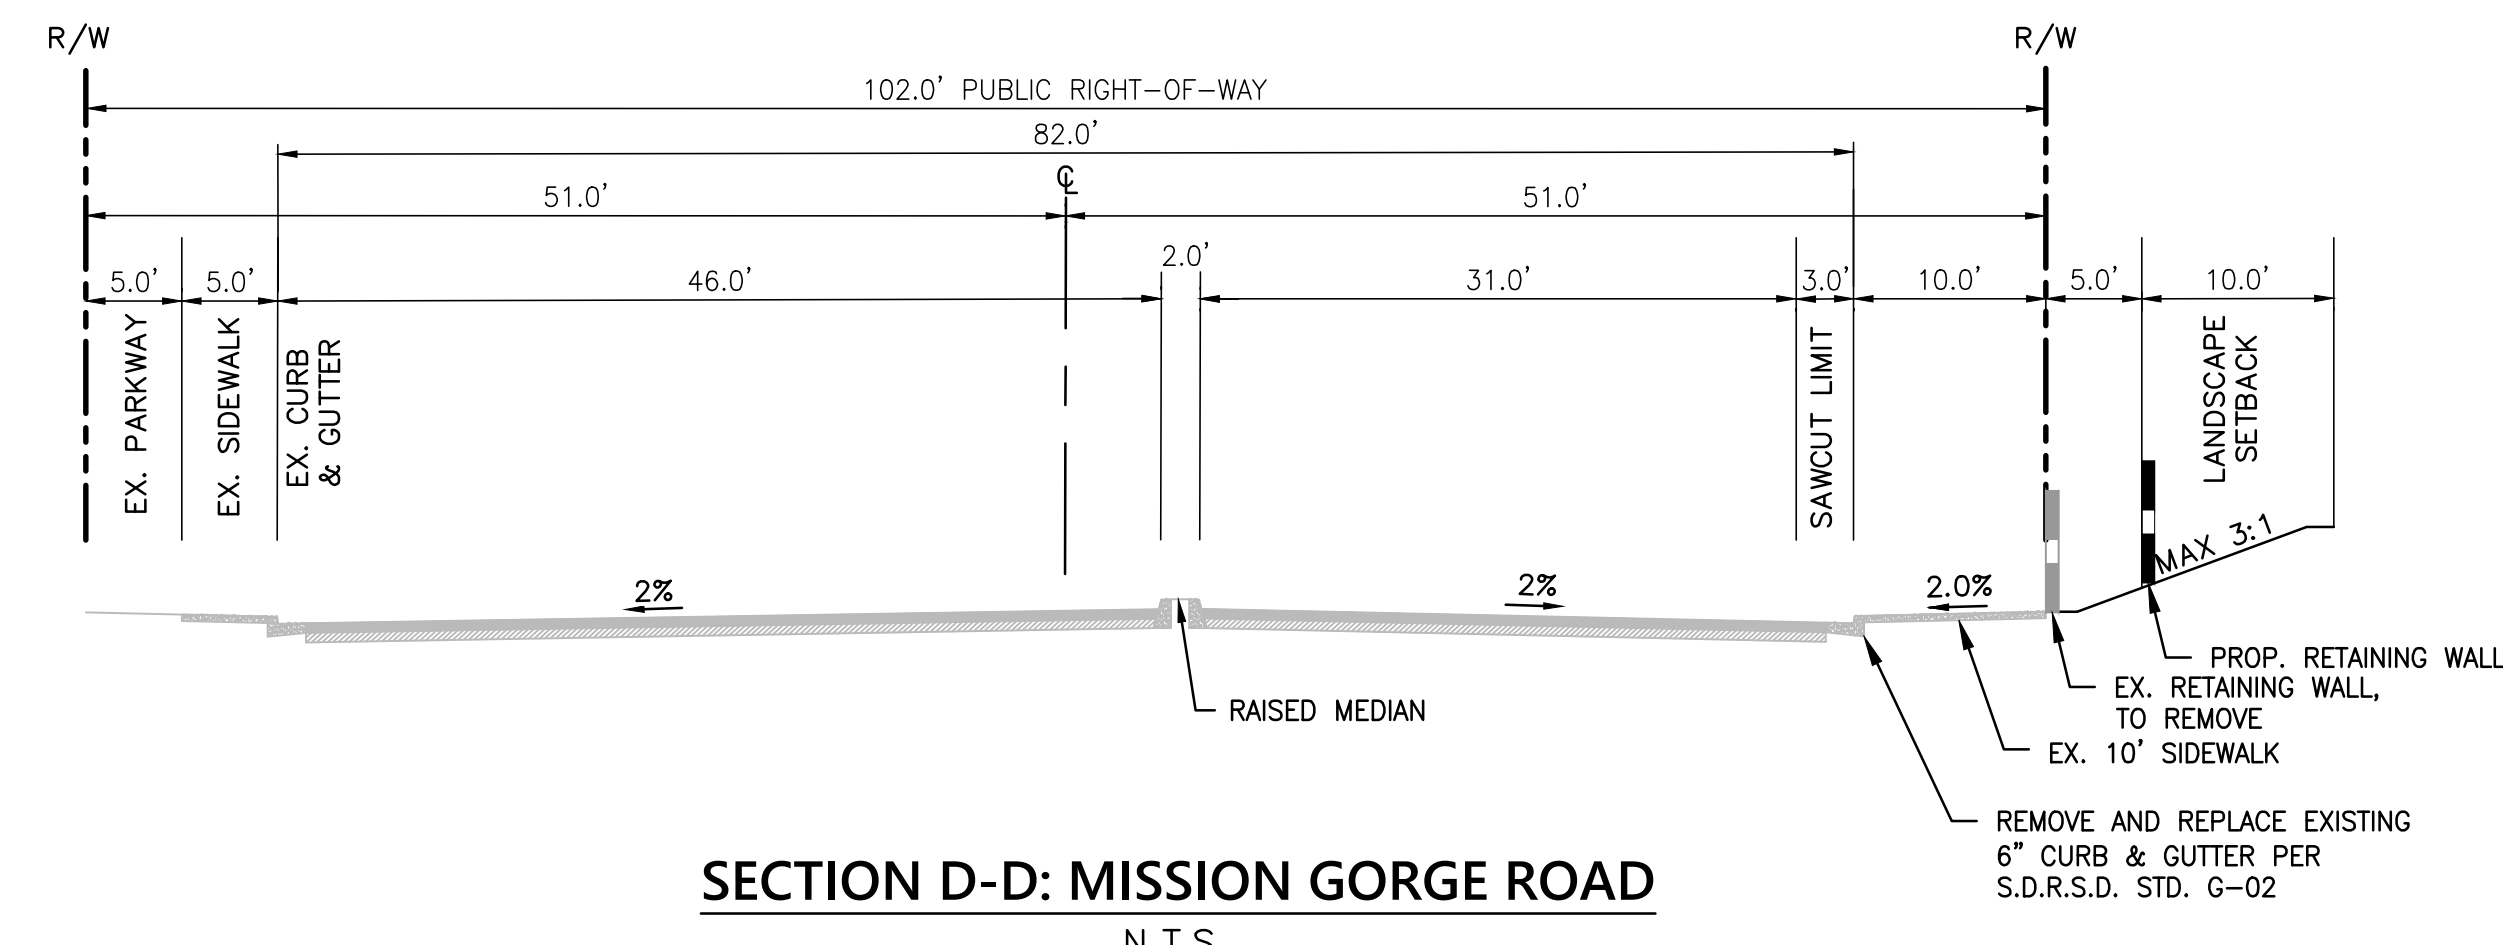 R/W
R/W
102.0' PUBLIC RIGHT-OF-WAY
82.0'
℄
51.0'
51.0'
2.0'
5.0'
5.0'
46.0'
31.0'
3.0'
10.0'
5.0'
10.0'
EX. PARKWAY
EX. SIDEWALK
EX. CURB
& GUTTER
SAWCUT LIMIT
LANDSCAPE
SETBACK
MAX 3:1
2%
2%
2.0%
PROP. RETAINING WALL
EX. RETAINING WALL,
TO REMOVE
RAISED MEDIAN
EX. 10' SIDEWALK
REMOVE AND REPLACE EXISTING
6" CURB & GUTTER PER
S.D.R.S.D. STD. G-02
SECTION D-D: MISSION GORGE ROAD
N.T.S.